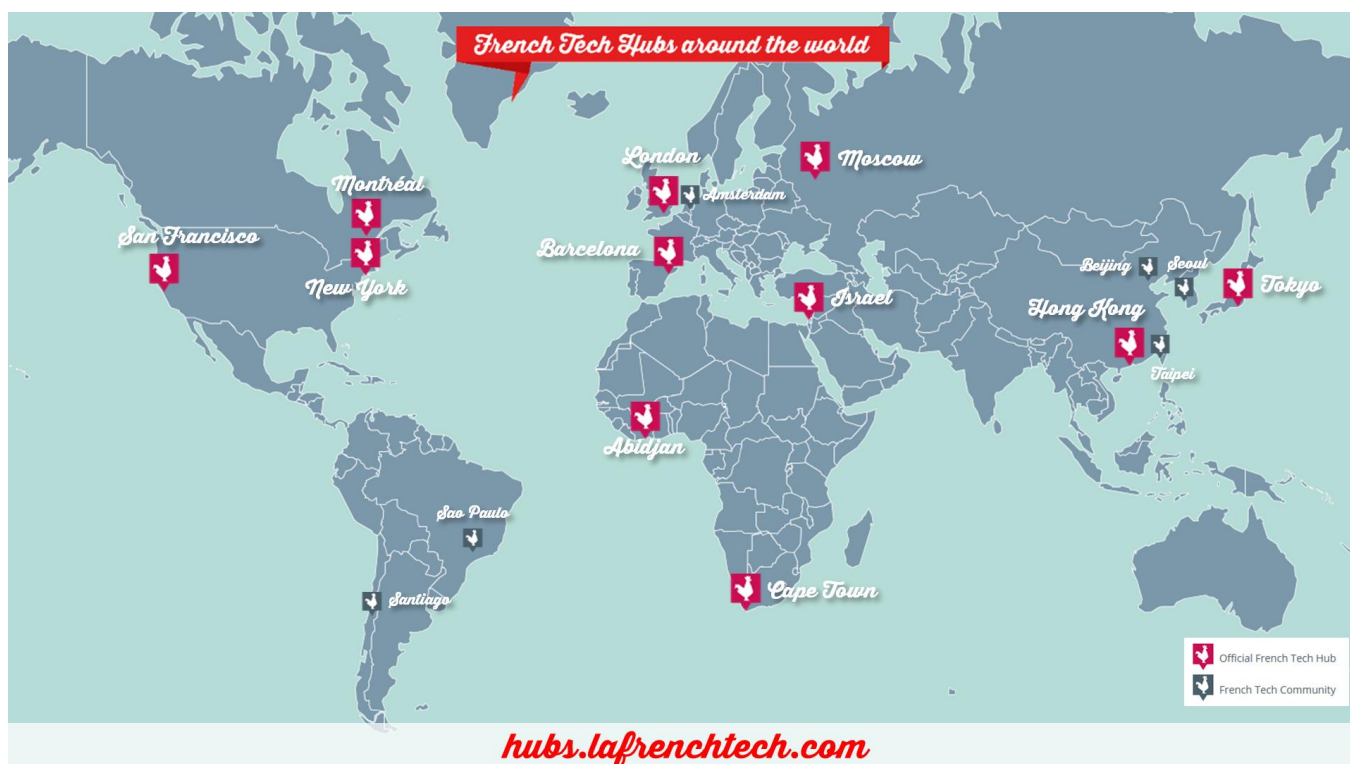 French Tech Hubs around the world
London
Moscow
Montréal
Amsterdam
San Francisco
Barcelona
Beijing
Seoul
New York
Israel
Tokyo
Hong Kong
Taipei
Abidjan
Sao Paulo
Cape Town
Santiago
Official French Tech Hub
French Tech Community
hubs.lafrenchtech.com